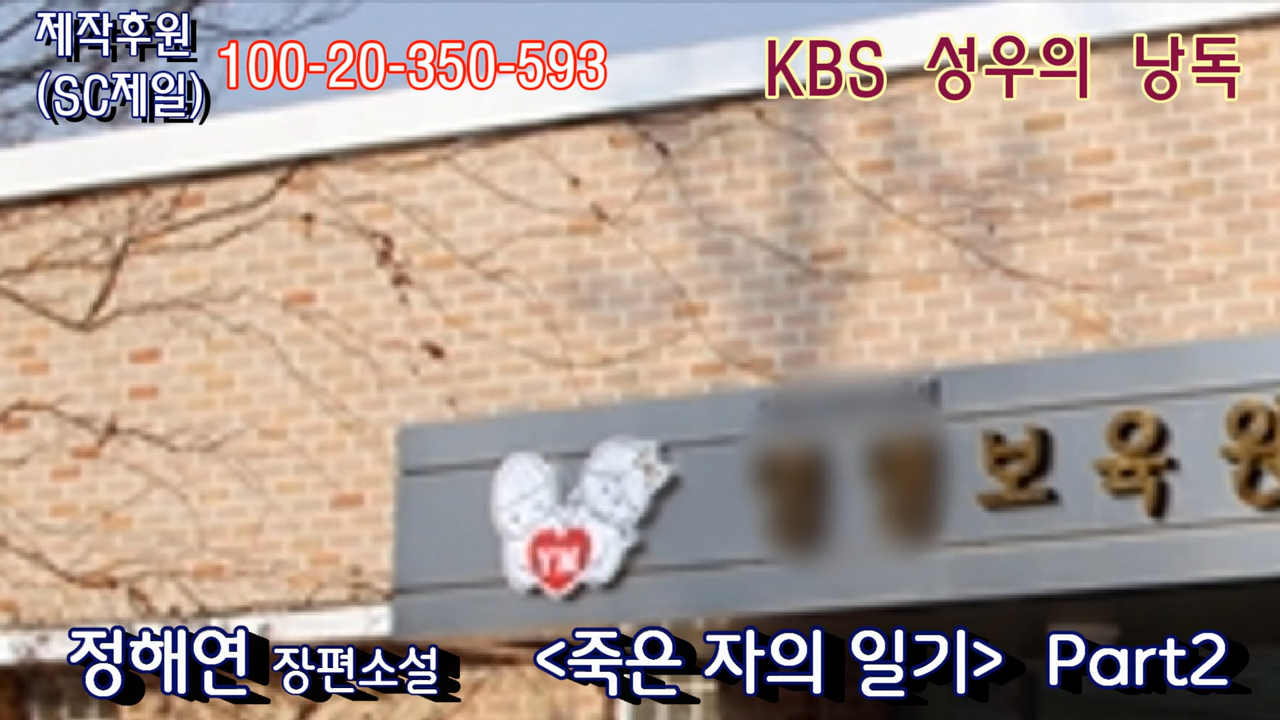 제작후원
(SC제일)
100-20-350-593
KBS 성우의 낭독
보육원
정해연 장편소설 <죽은 자의 일기> Part2